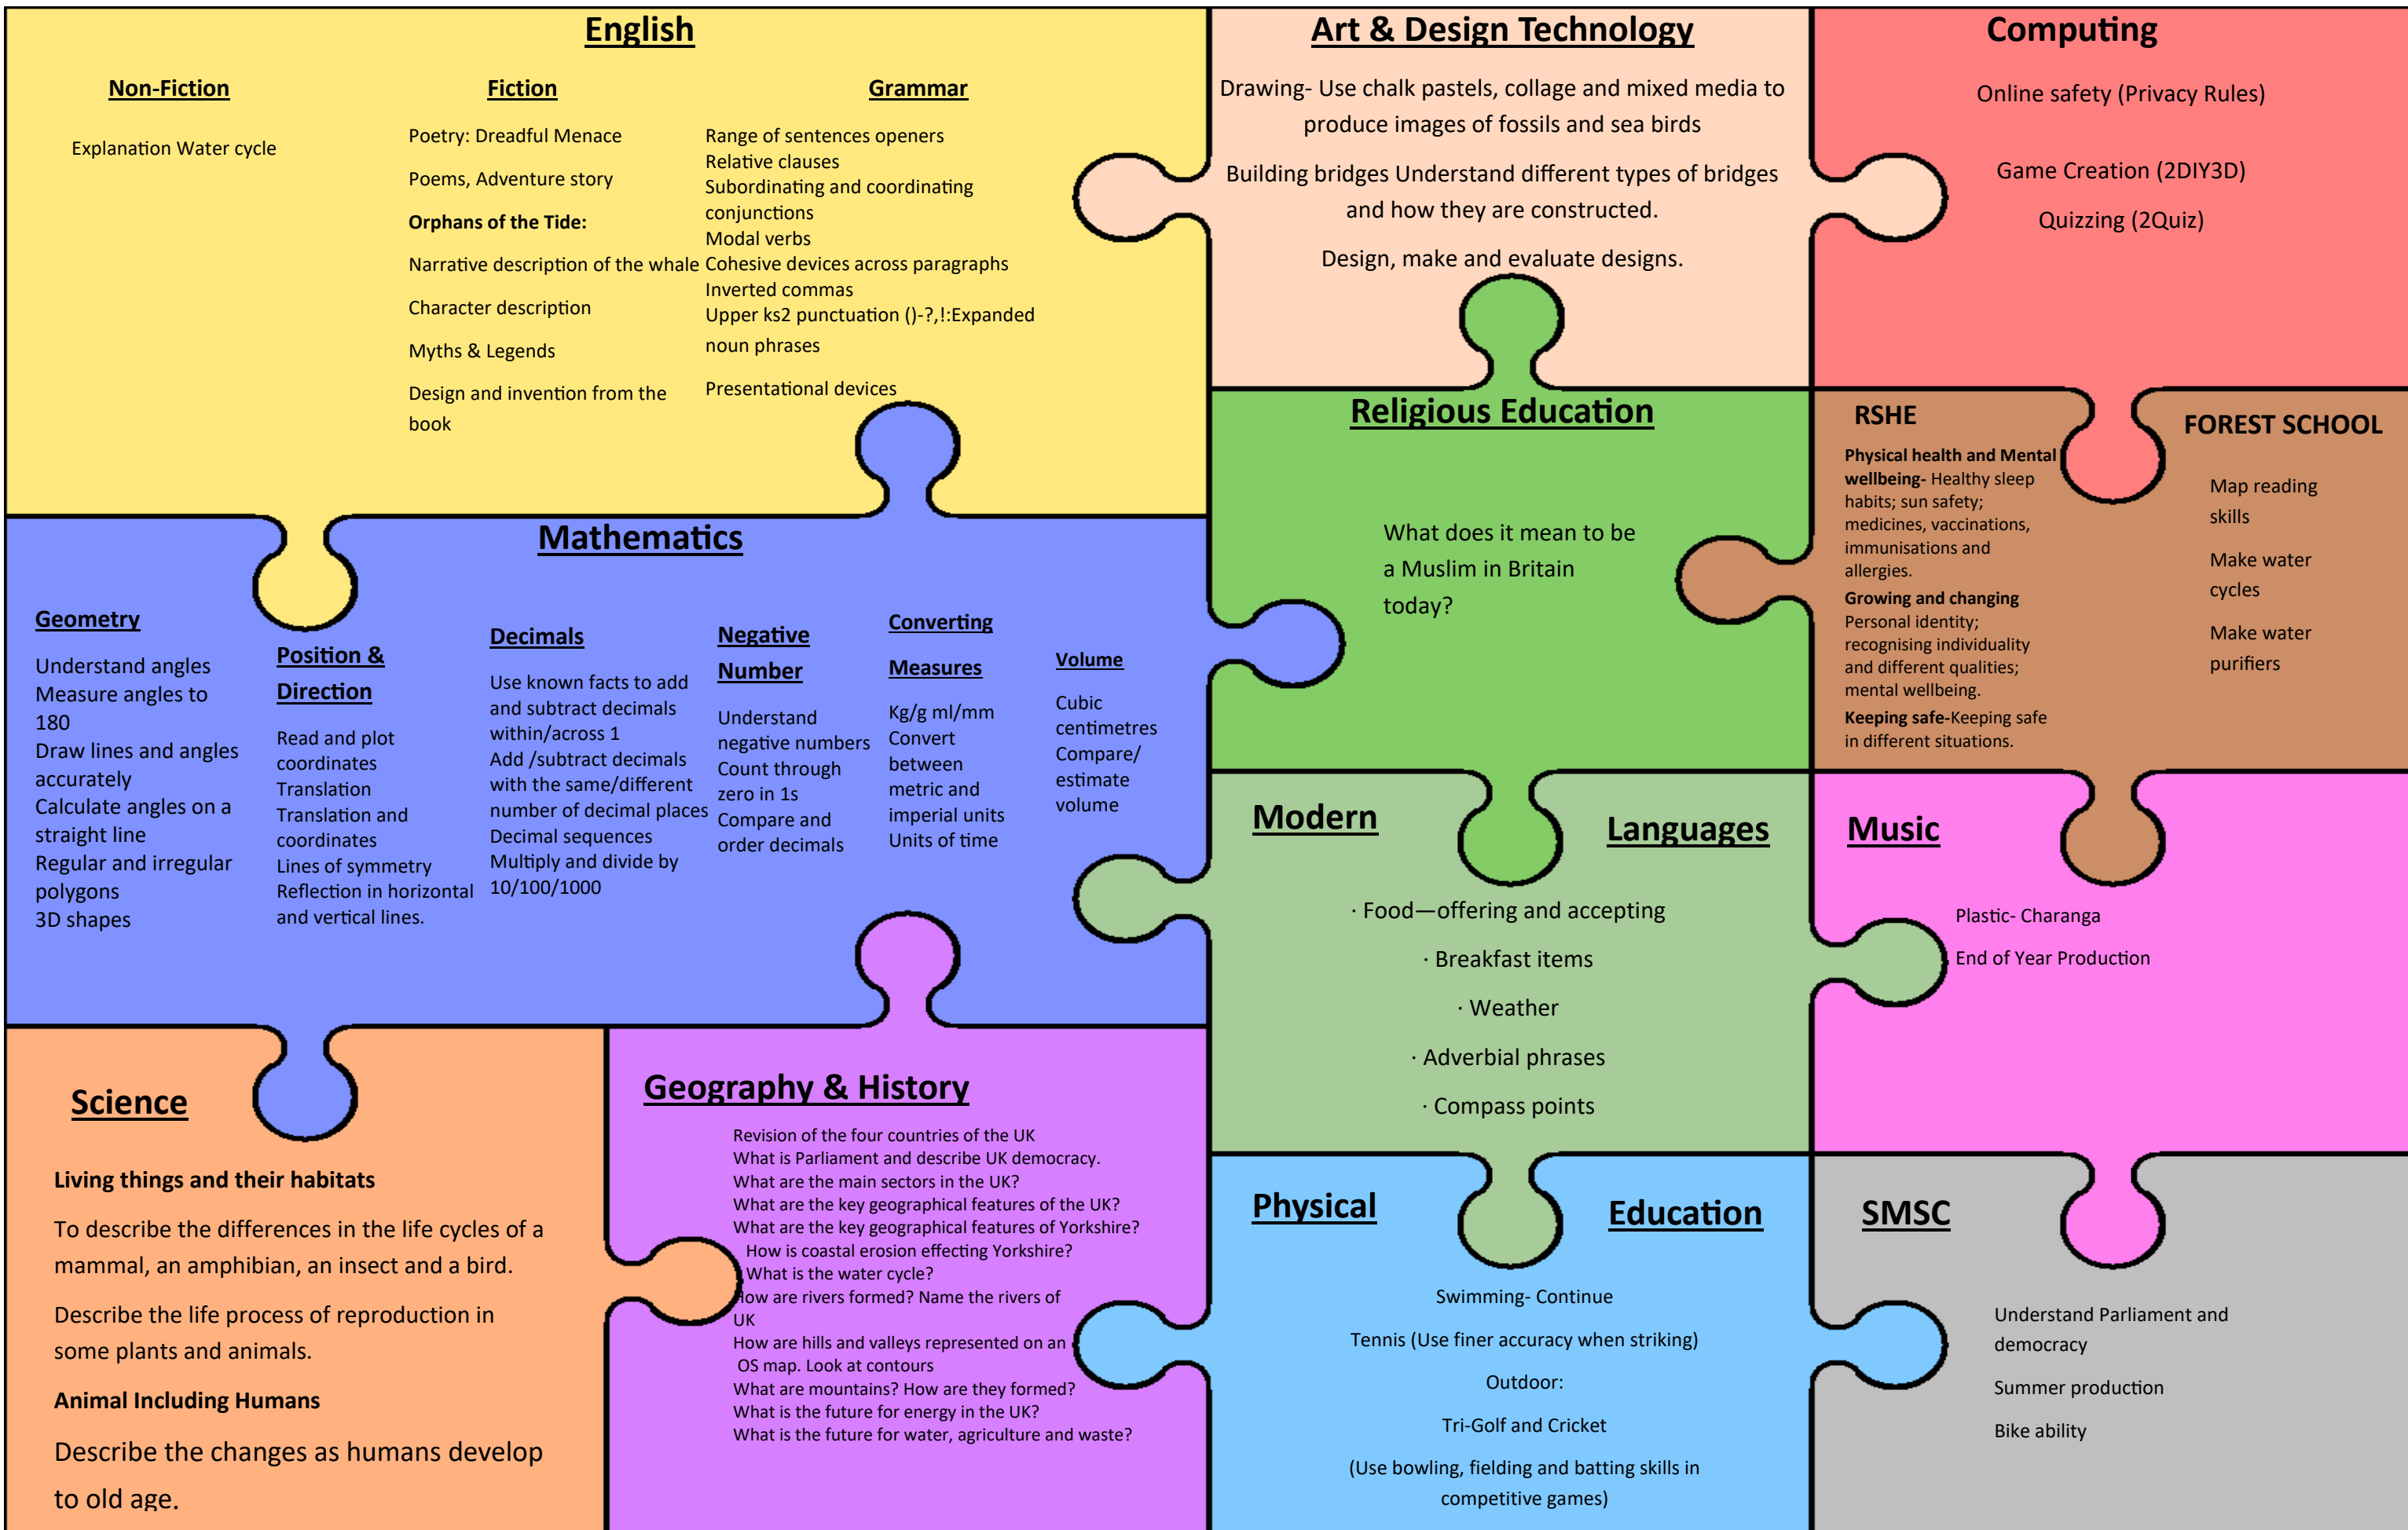 English
Non-Fiction
Explanation Water cycle
Fiction
Poetry: Dreadful Menace
Poems, Adventure story
Orphans of the Tide:
Narrative description of the whale
Character description
Myths & Legends
Design and invention from the
book
Grammar
Range of sentences openers
Relative clauses
Subordinating and coordinating
conjunctions
Modal verbs
Cohesive devices across paragraphs
Inverted commas
Upper ks2 punctuation ()-?,!:Expanded
noun phrases
Presentational devices
Art & Design Technology
Drawing- Use chalk pastels, collage and mixed media to
produce images of fossils and sea birds
Building bridges Understand different types of bridges
and how they are constructed.
Design, make and evaluate designs.
Computing
Online safety (Privacy Rules)
Game Creation (2DIY3D)
Quizzing (2Quiz)
Mathematics
Geometry
Understand angles
Measure angles to
180
Draw lines and angles
accurately
Calculate angles on a
straight line
Regular and irregular
polygons
3D shapes
Position &
Direction
Read and plot
coordinates
Translation
Translation and
coordinates
Lines of symmetry
Reflection in horizontal
and vertical lines.
Decimals
Use known facts to add
and subtract decimals
within/across 1
Add /subtract decimals
with the same/different
number of decimal places
Decimal sequences
Multiply and divide by
10/100/1000
Negative
Number
Understand
negative numbers
Count through
zero in 1s
Compare and
order decimals
Converting
Measures
Kg/g ml/mm
Convert
between
metric and
imperial units
Units of time
Volume
Cubic
centimetres
Compare/
estimate
volume
Religious Education
What does it mean to be
a Muslim in Britain
today?
RSHE
Physical health and Mental
wellbeing- Healthy sleep
habits; sun safety;
medicines, vaccinations,
immunisations and
allergies.
Growing and changing
Personal identity;
recognising individuality
and different qualities;
mental wellbeing.
Keeping safe-Keeping safe
in different situations.
FOREST SCHOOL
Map reading
skills
Make water
cycles
Make water
purifiers
Modern Languages
· Food—offering and accepting
· Breakfast items
· Weather
· Adverbial phrases
· Compass points
Music
Plastic- Charanga
End of Year Production
Science
Living things and their habitats
To describe the differences in the life cycles of a
mammal, an amphibian, an insect and a bird.
Describe the life process of reproduction in
some plants and animals.
Animal Including Humans
Describe the changes as humans develop
to old age.
Geography & History
Revision of the four countries of the UK
What is Parliament and describe UK democracy.
What are the main sectors in the UK?
What are the key geographical features of the UK?
What are the key geographical features of Yorkshire?
How is coastal erosion effecting Yorkshire?
What is the water cycle?
How are rivers formed? Name the rivers of
UK
How are hills and valleys represented on an
OS map. Look at contours
What are mountains? How are they formed?
What is the future for energy in the UK?
What is the future for water, agriculture and waste?
Physical Education
Swimming- Continue
Tennis (Use finer accuracy when striking)
Outdoor:
Tri-Golf and Cricket
(Use bowling, fielding and batting skills in
competitive games)
SMSC
Understand Parliament and
democracy
Summer production
Bike ability